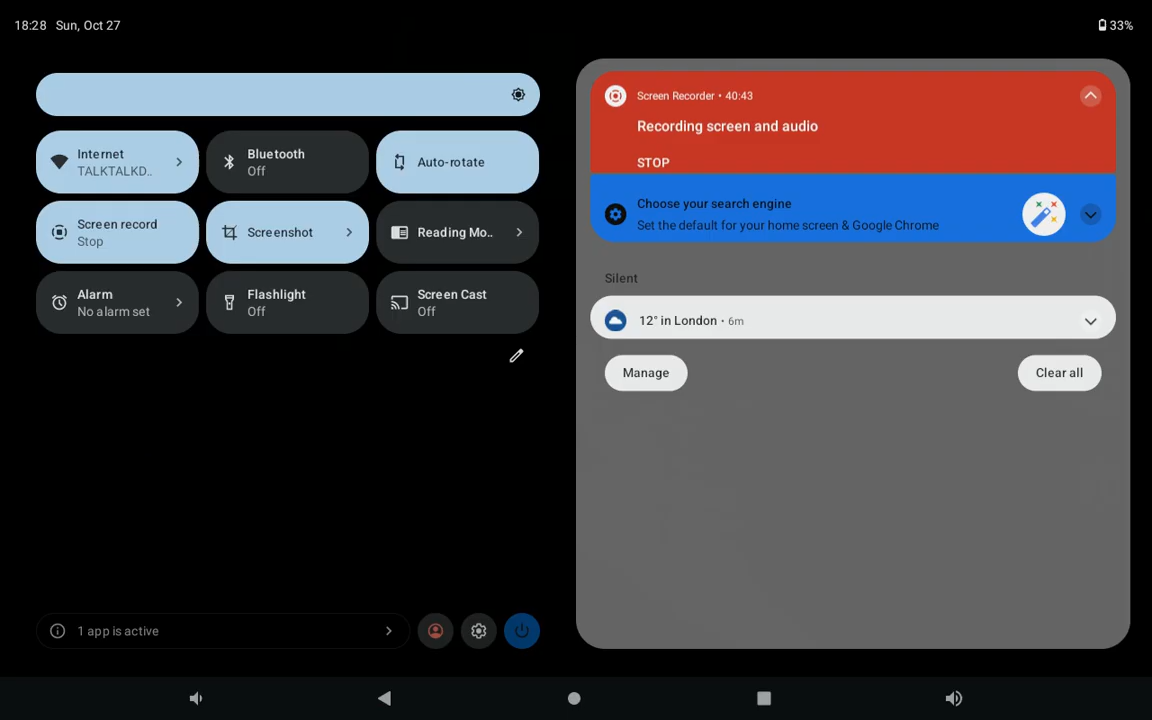 18:28 Sun, Oct 27
33%
Internet
TALKTALKD..
Bluetooth
Off
Auto-rotate
Screen record
Stop
Screenshot
Reading Mo..
Alarm
No alarm set
Flashlight
Off
Screen Cast
Off
1 app is active
Screen Recorder • 40:43
Recording screen and audio
STOP
Choose your search engine
Set the default for your home screen & Google Chrome
Silent
12° in London • 6m
Manage
Clear all